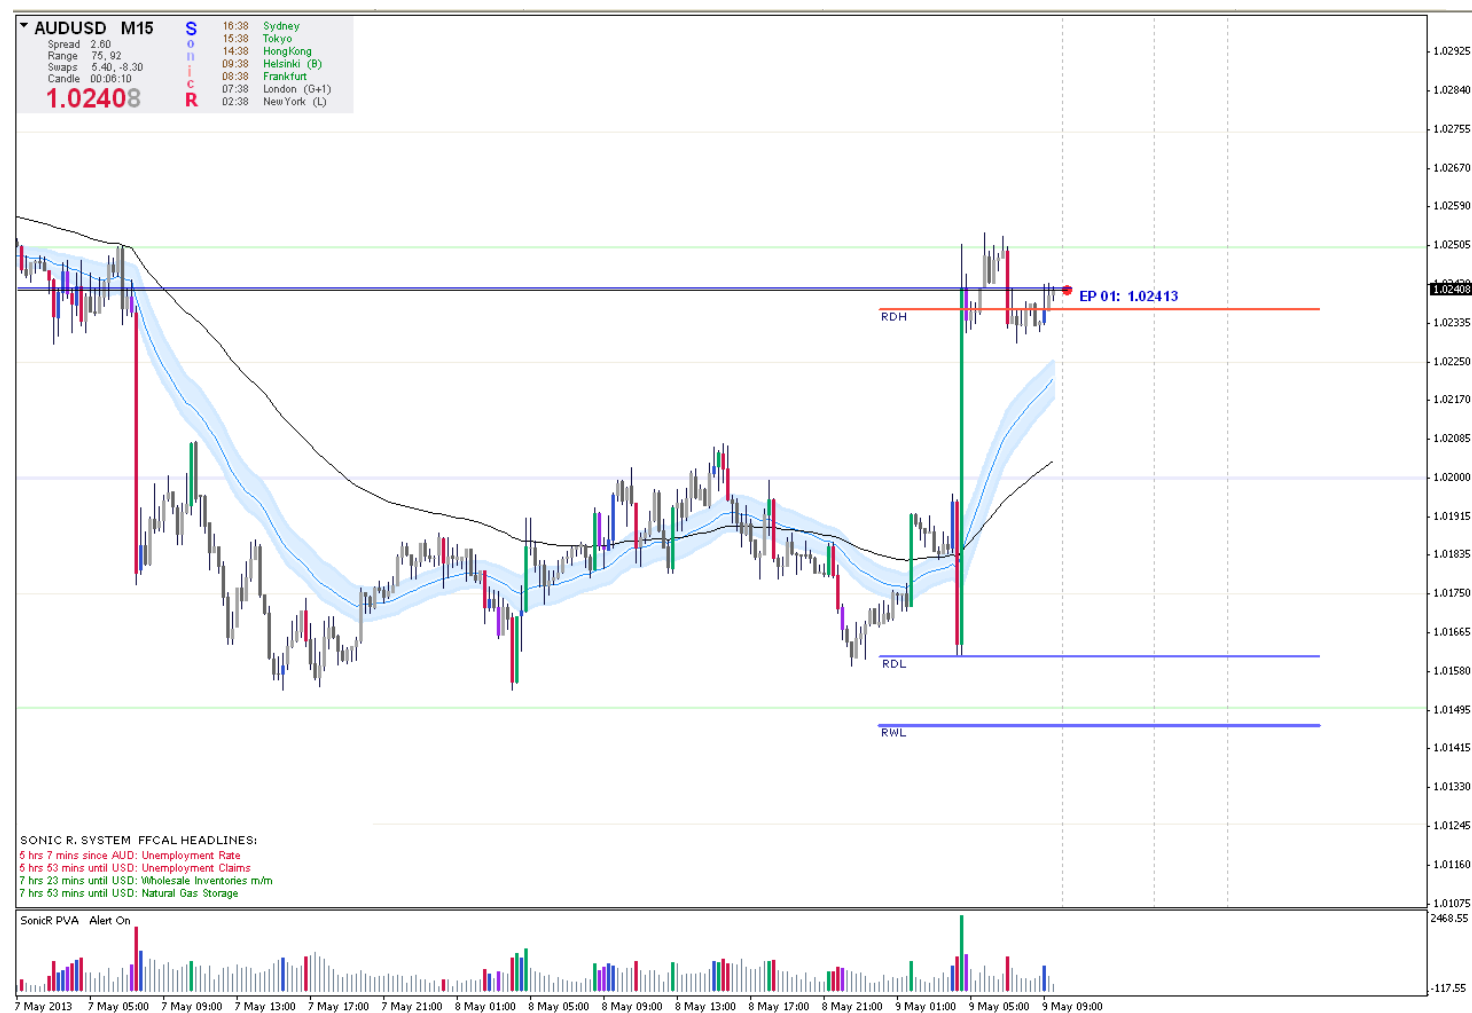 AUDUSD M15
Spread 2.60
Range 75, 92
Swaps 5.40, -8.30
Candle 00:06:10
1.02408
S
o
n
i
c
R
16:38 Sydney
15:38 Tokyo
14:38 HongKong
09:38 Helsinki (B)
08:38 Frankfurt
07:38 London (G+1)
02:38 NewYork (L)
1.02925
1.02840
1.02755
1.02670
1.02590
1.02505
1.02408
1.02335
1.02250
1.02170
1.02085
1.02000
1.01915
1.01835
1.01750
1.01665
1.01580
1.01495
1.01415
1.01330
1.01245
1.01160
1.01075
EP 01: 1.02413
RDH
RDL
RWL
SONIC R. SYSTEM FFCAL HEADLINES:
5 hrs 7 mins since AUD: Unemployment Rate
5 hrs 53 mins until USD: Unemployment Claims
7 hrs 23 mins until USD: Wholesale Inventories m/m
7 hrs 53 mins until USD: Natural Gas Storage
SonicR PVA Alert On
2468.55
-117.55
7 May 2013
7 May 05:00
7 May 09:00
7 May 13:00
7 May 17:00
7 May 21:00
8 May 01:00
8 May 05:00
8 May 09:00
8 May 13:00
8 May 17:00
8 May 21:00
9 May 01:00
9 May 05:00
9 May 09:00